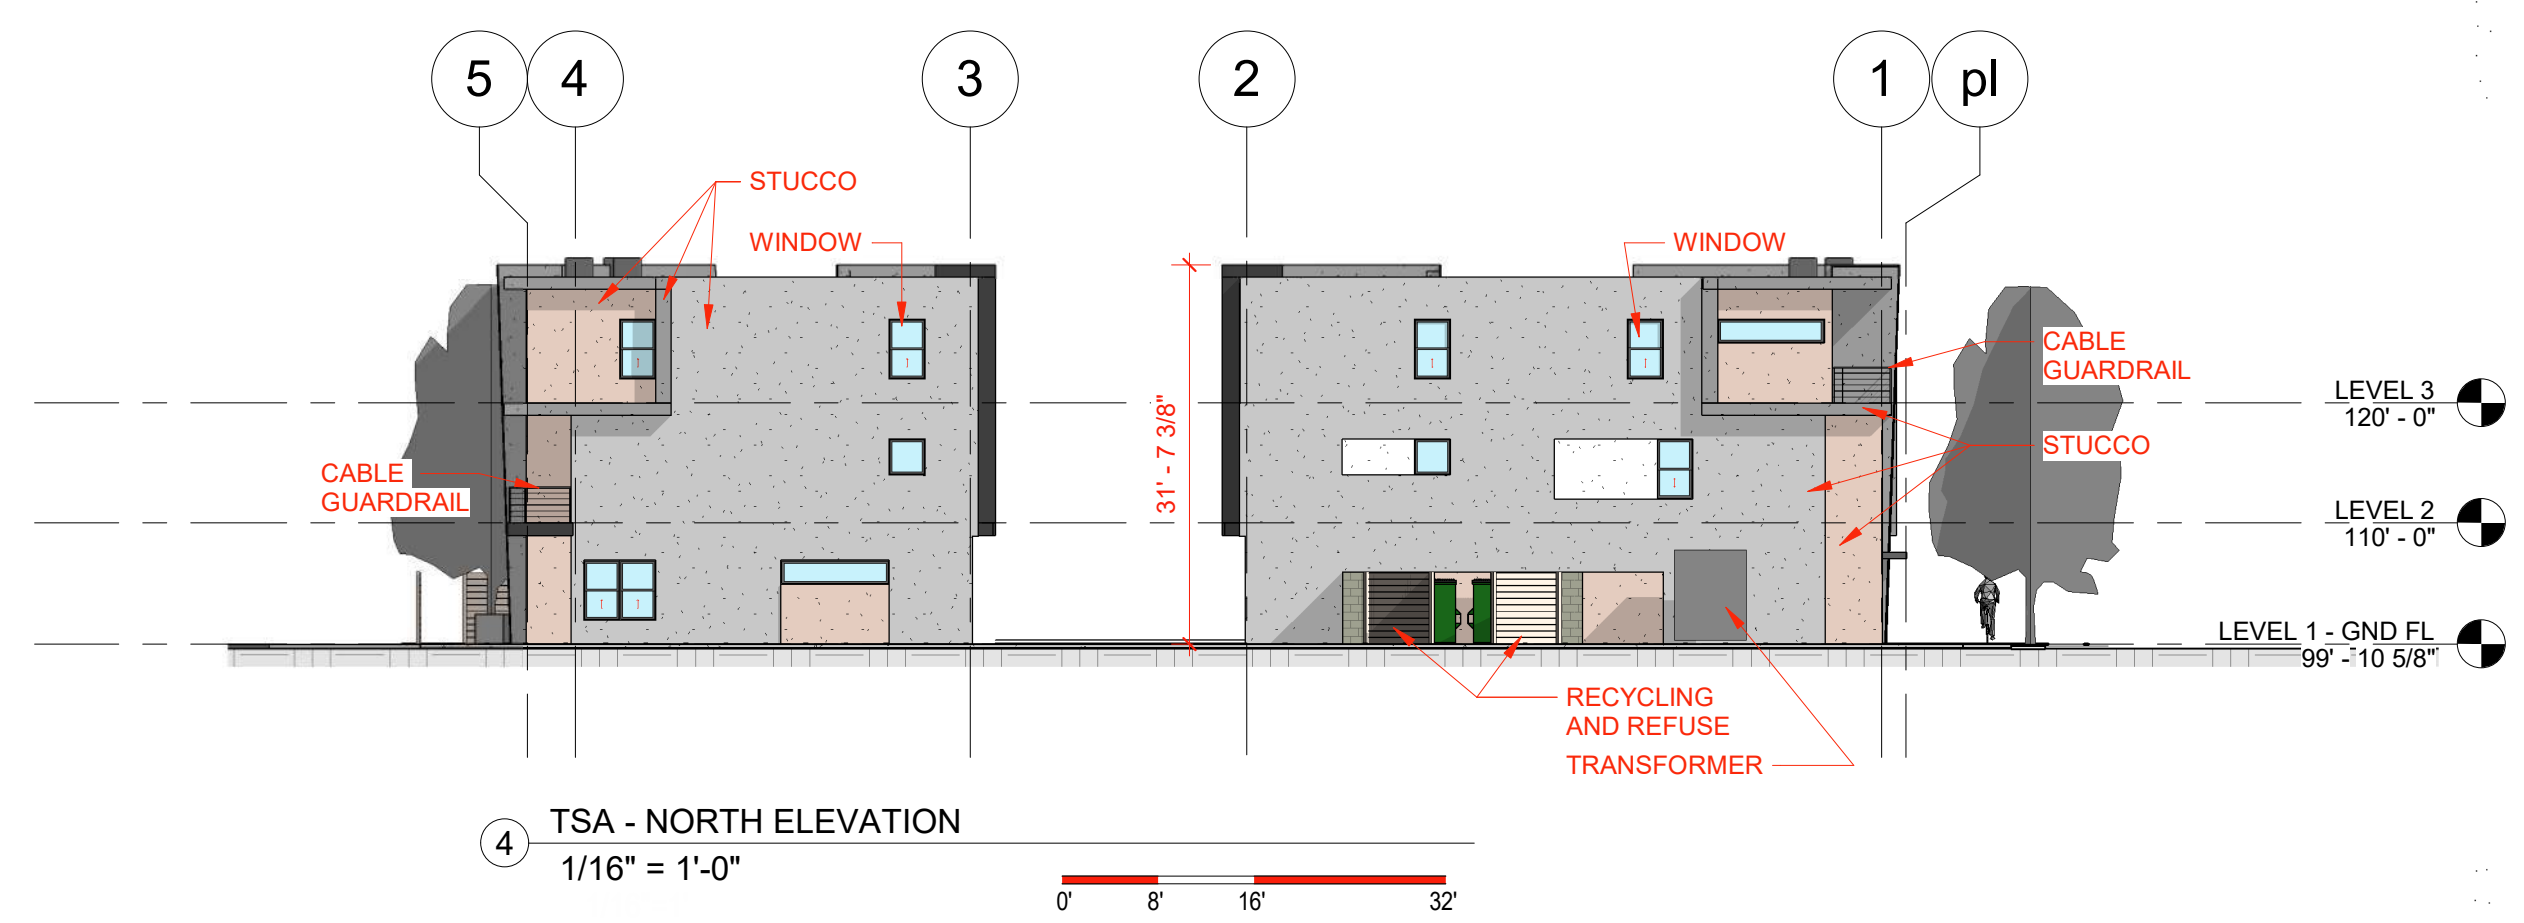 5 4 3 2 1 pl
STUCCO
WINDOW
WINDOW
CABLE
GUARDRAIL
LEVEL 3
120' - 0"
31' - 7 3/8"
STUCCO
CABLE
GUARDRAIL
LEVEL 2
110' - 0"
LEVEL 1 - GND FL
99' - 10 5/8"
RECYCLING
AND REFUSE
TRANSFORMER
4
TSA - NORTH ELEVATION
1/16" = 1'-0"
0' 8' 16' 32'